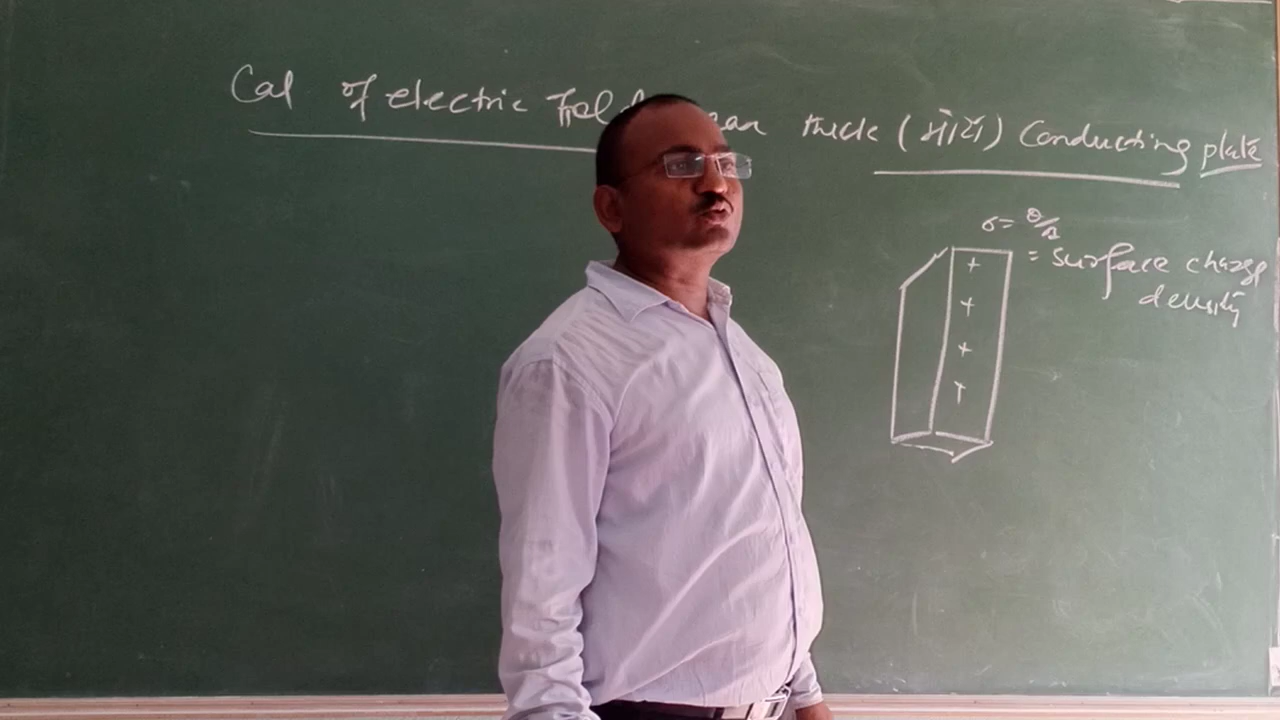 Cal of electric Field near thick (मोटी) Conducting plate
σ = Q/A
= surface charge
density
+
+
+
+